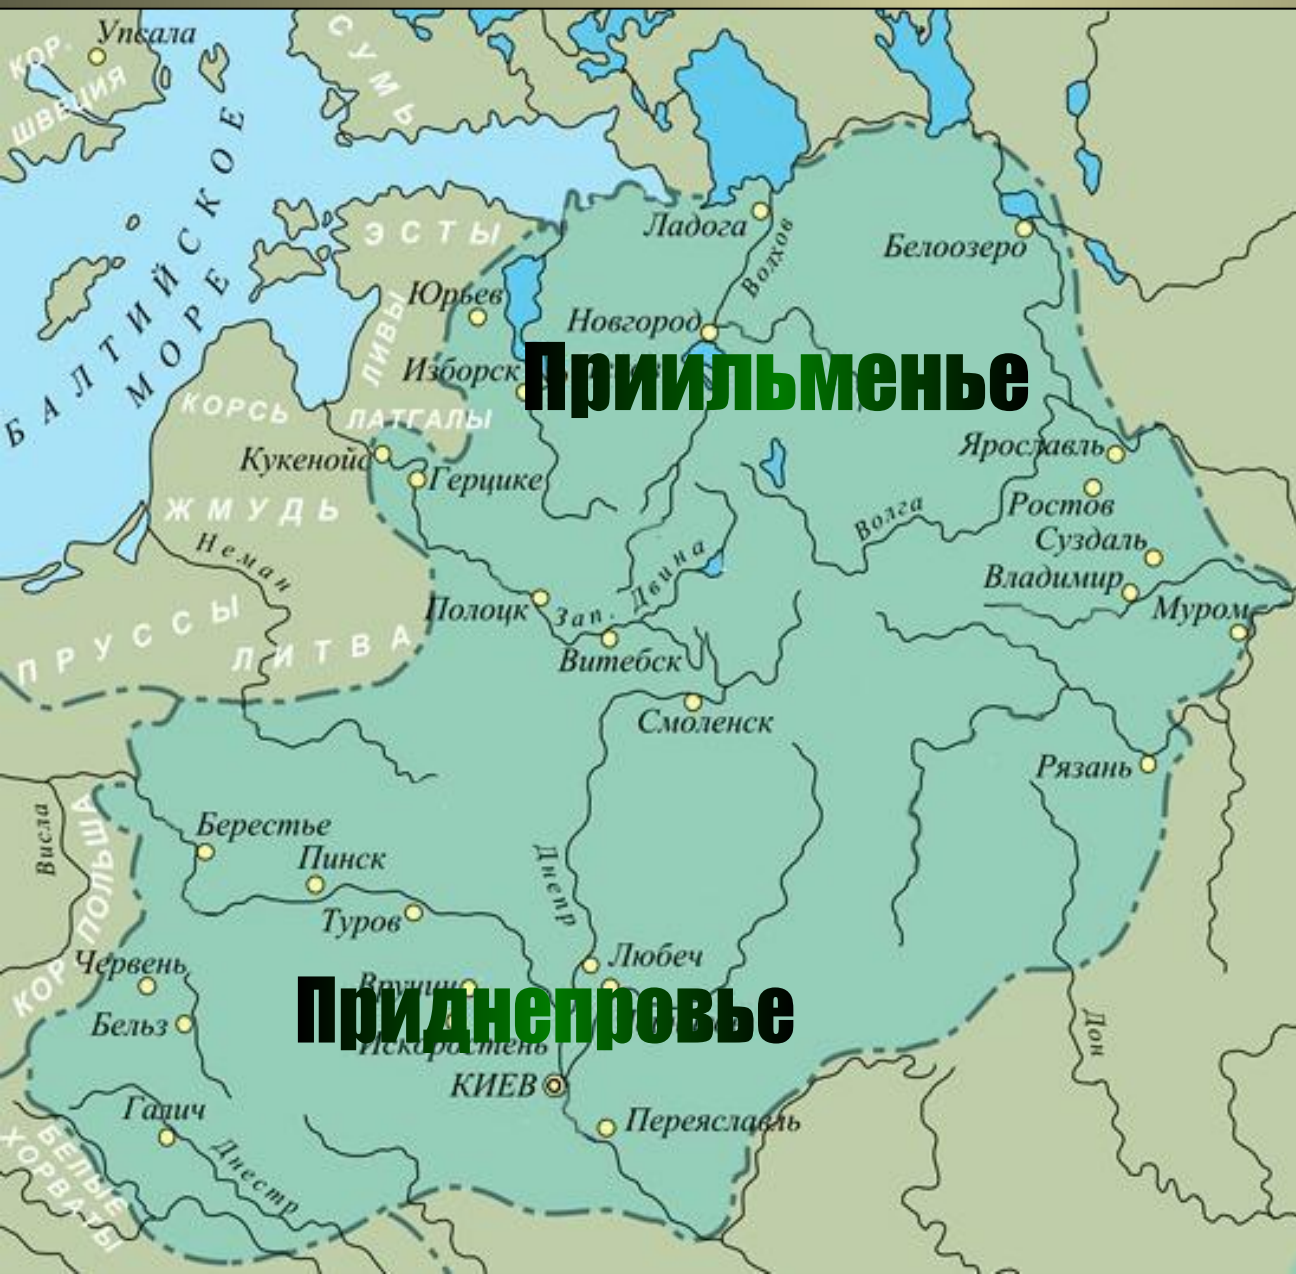 Упсала
КОР.
ШВЕЦИЯ
СУМЬ
БАЛТИЙСКОЕ
МОРЕ
ЭСТЫ
Ладога
Волхов
Белоозеро
Юрьев
ЛИВЫ
Новгород
Изборск
Приильменье
КОРСЬ
ЛАТГАЛЫ
Кукенойс
Герцике
Ярославль
Ростов
ЖМУДЬ
Неман
Волга
Суздаль
Владимир
Муром
Полоцк
Зап. Двина
Витебск
ПРУССЫ
ЛИТВА
Смоленск
Рязань
Висла
КОР. ПОЛЬША
Берестье
Пинск
Туров
Днепр
Любеч
Червень
Вручий
Приднепровье
Бельз
Искоростень
Дон
КИЕВ
Переяславль
Галич
Днестр
БЕЛЫЕ
ХОРВАТЫ